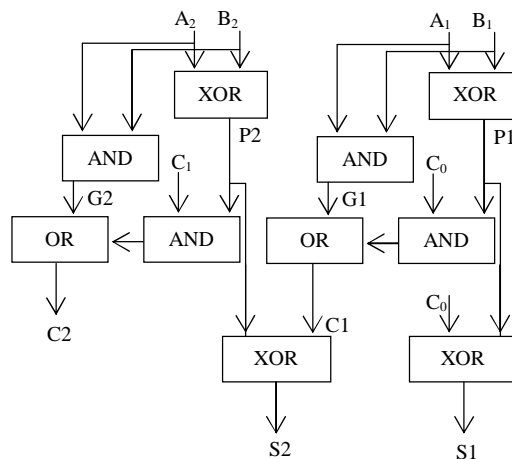 A₂ B₂ A₁ B₁
XOR XOR
P2 P1
AND C₁ AND C₀
G2 G1
OR AND OR AND
C2 C1 C₀
XOR XOR
S2 S1